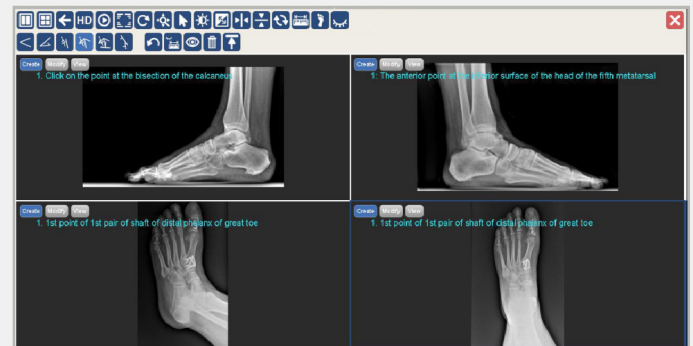 HD
Create Modify View
1. Click on the point at the bisection of the calcaneus
Create Modify View
1: The anterior point at the inferior surface of the head of the fifth metatarsal
Create Modify View
1. 1st point of 1st pair of shaft of distal phalanx of great toe
Create Modify View
1. 1st point of 1st pair of shaft of distal phalanx of great toe